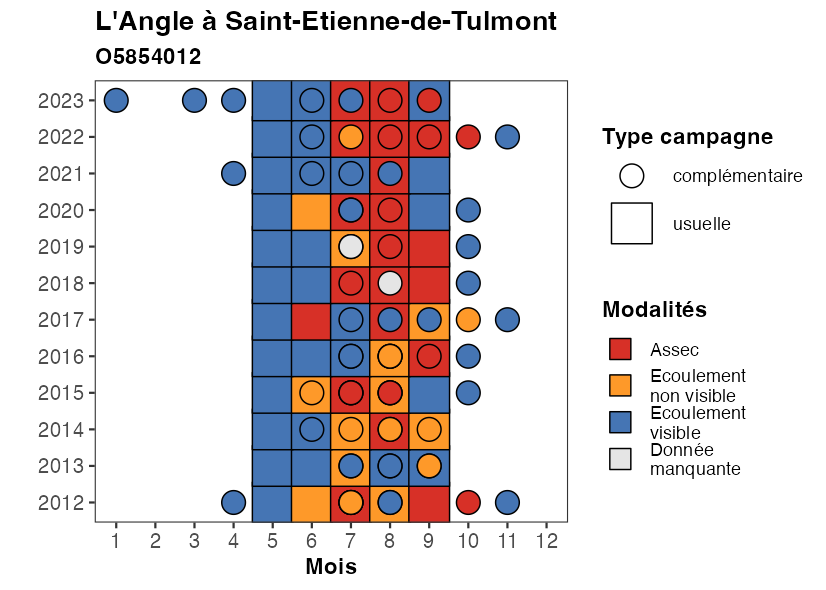 L'Angle à Saint-Etienne-de-Tulmont
O5854012
2023
2022
2021
2020
2019
2018
2017
2016
2015
2014
2013
2012
1 2 3 4 5 6 7 8 9 10 11 12
Mois
Type campagne
complémentaire
usuelle
Modalités
Assec
Ecoulement
non visible
Ecoulement
visible
Donnée
manquante